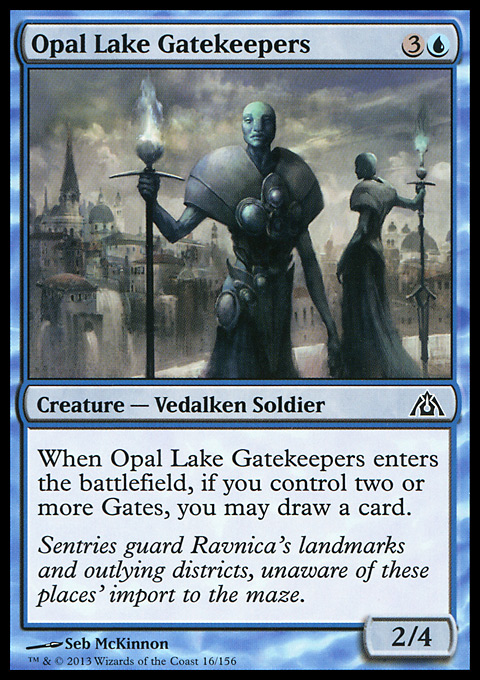 Opal Lake Gatekeepers 3
Creature — Vedalken Soldier
When Opal Lake Gatekeepers enters
the battlefield, if you control two or
more Gates, you may draw a card.
Sentries guard Ravnica's landmarks
and outlying districts, unaware of these
places' import to the maze.
2/4
Seb McKinnon
™ & © 2013 Wizards of the Coast 16/156